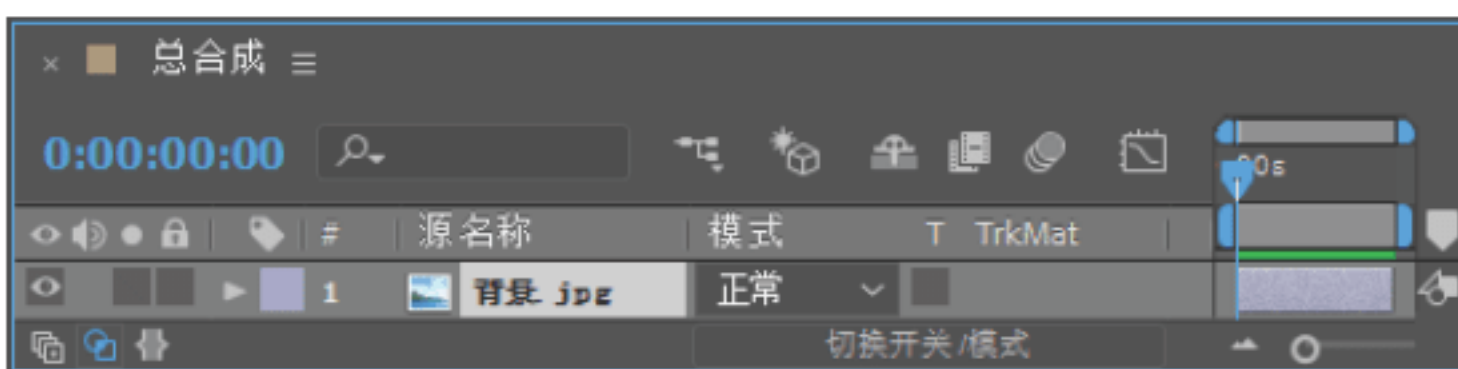 × 总合成 ≡
0:00:00:00
00s
# 源名称 模式 T TrkMat
1 背景.jpg 正常
切换开关/模式